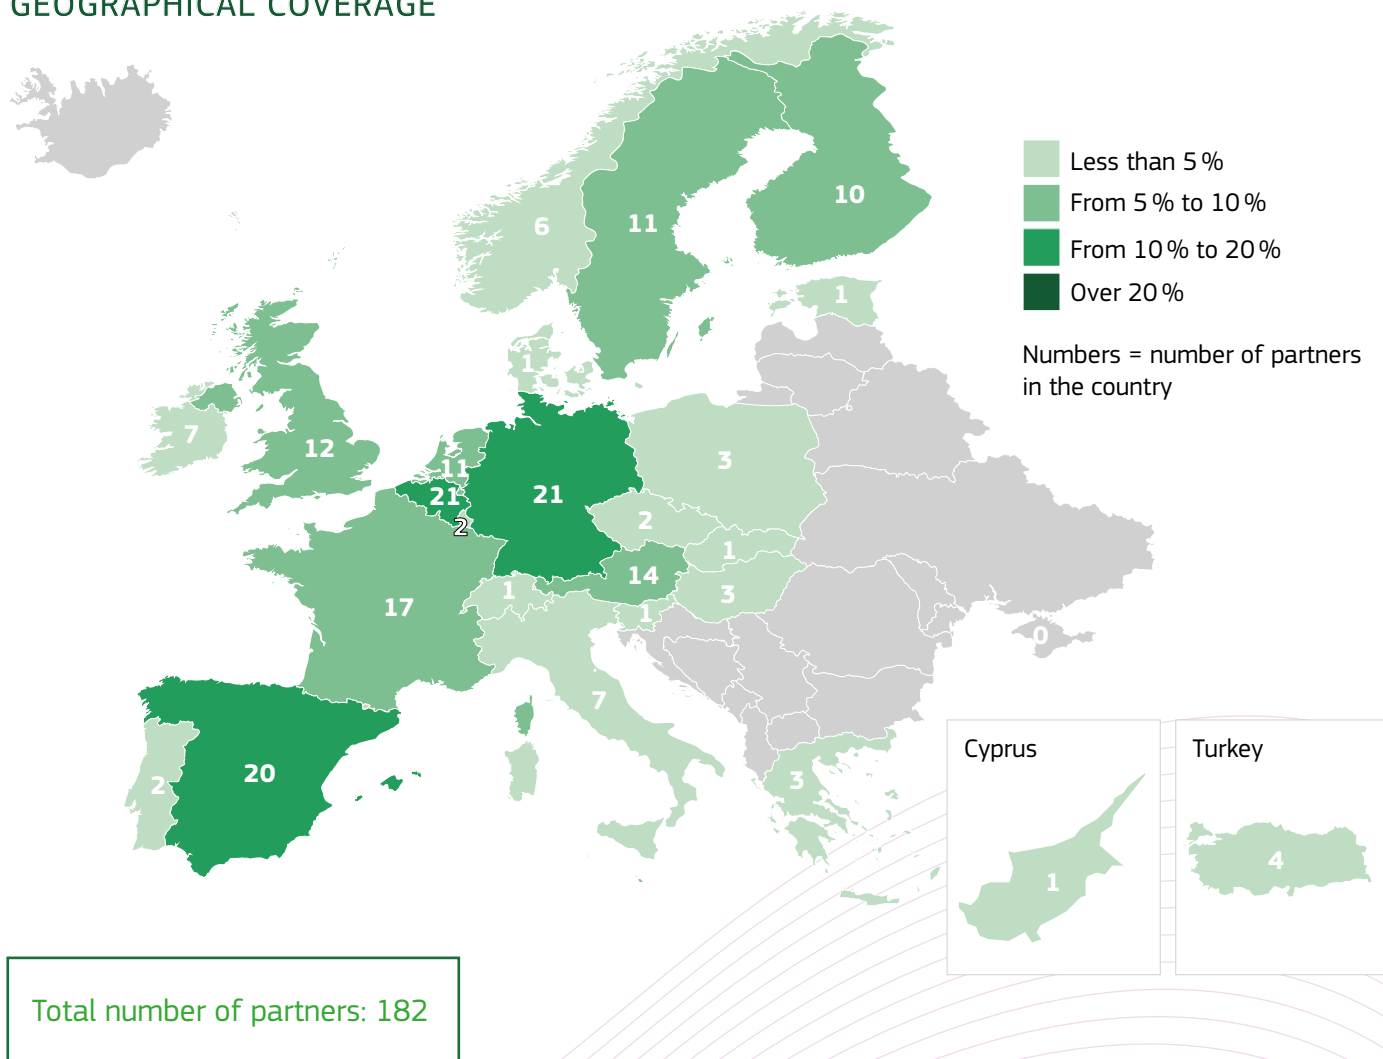 GEOGRAPHICAL COVERAGE
Less than 5 %
From 5 % to 10 %
From 10 % to 20 %
Over 20 %
Numbers = number of partners
in the country
10
11
6
1
1
7
12
11
21
21
3
2
2
1
14
3
1
1
17
0
7
20
2
3
Cyprus
1
Turkey
4
Total number of partners: 182